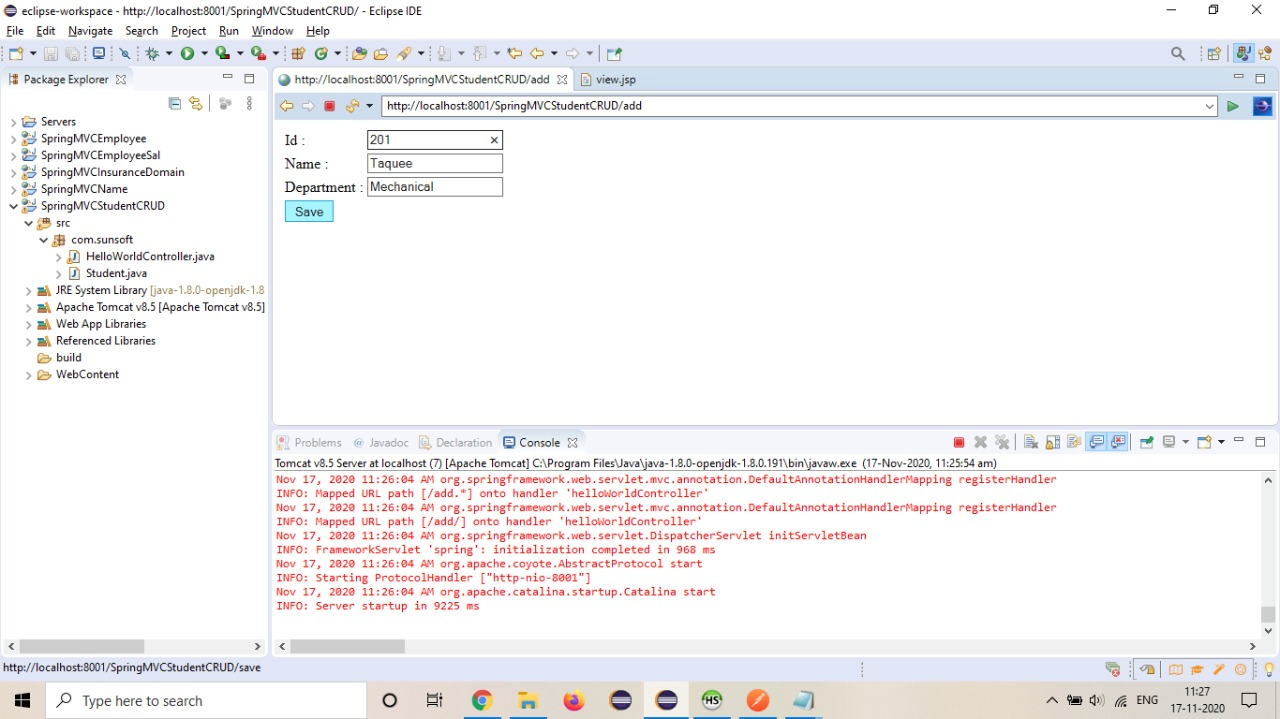 eclipse-workspace - http://localhost:8001/SpringMVCStudentCRUD/ - Eclipse IDE
File Edit Navigate Search Project Run Window Help
Package Explorer
http://localhost:8001/SpringMVCStudentCRUD/add view.jsp
http://localhost:8001/SpringMVCStudentCRUD/add
Servers
SpringMVCEmployee
SpringMVCEmployeeSal
SpringMVCInsuranceDomain
SpringMVCName
SpringMVCStudentCRUD
src
com.sunsoft
HelloWorldController.java
Student.java
JRE System Library [java-1.8.0-openjdk-1.8
Apache Tomcat v8.5 [Apache Tomcat v8.5]
Web App Libraries
Referenced Libraries
build
WebContent
Id : 201
Name : Taquee
Department : Mechanical
Save
Problems Javadoc Declaration Console
Tomcat v8.5 Server at localhost (7) [Apache Tomcat] C:\Program Files\Java\java-1.8.0-openjdk-1.8.0.191\bin\javaw.exe (17-Nov-2020, 11:25:54 am)
Nov 17, 2020 11:26:04 AM org.springframework.web.servlet.mvc.annotation.DefaultAnnotationHandlerMapping registerHandler
INFO: Mapped URL path [/add.*] onto handler 'helloWorldController'
Nov 17, 2020 11:26:04 AM org.springframework.web.servlet.mvc.annotation.DefaultAnnotationHandlerMapping registerHandler
INFO: Mapped URL path [/add/] onto handler 'helloWorldController'
Nov 17, 2020 11:26:04 AM org.springframework.web.servlet.DispatcherServlet initServletBean
INFO: FrameworkServlet 'spring': initialization completed in 968 ms
Nov 17, 2020 11:26:04 AM org.apache.coyote.AbstractProtocol start
INFO: Starting ProtocolHandler ["http-nio-8001"]
Nov 17, 2020 11:26:04 AM org.apache.catalina.startup.Catalina start
INFO: Server startup in 9225 ms
http://localhost:8001/SpringMVCStudentCRUD/save
Type here to search
HS
ENG
11:27
17-11-2020